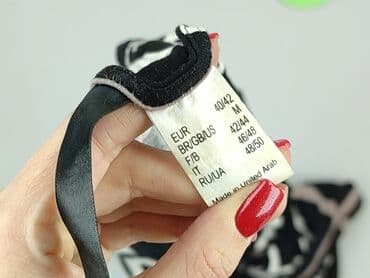 EUR 40/42
BR/GB/US M
F/B 42/44
IT 46/48
RU/UA 48/50
Made in United Arab